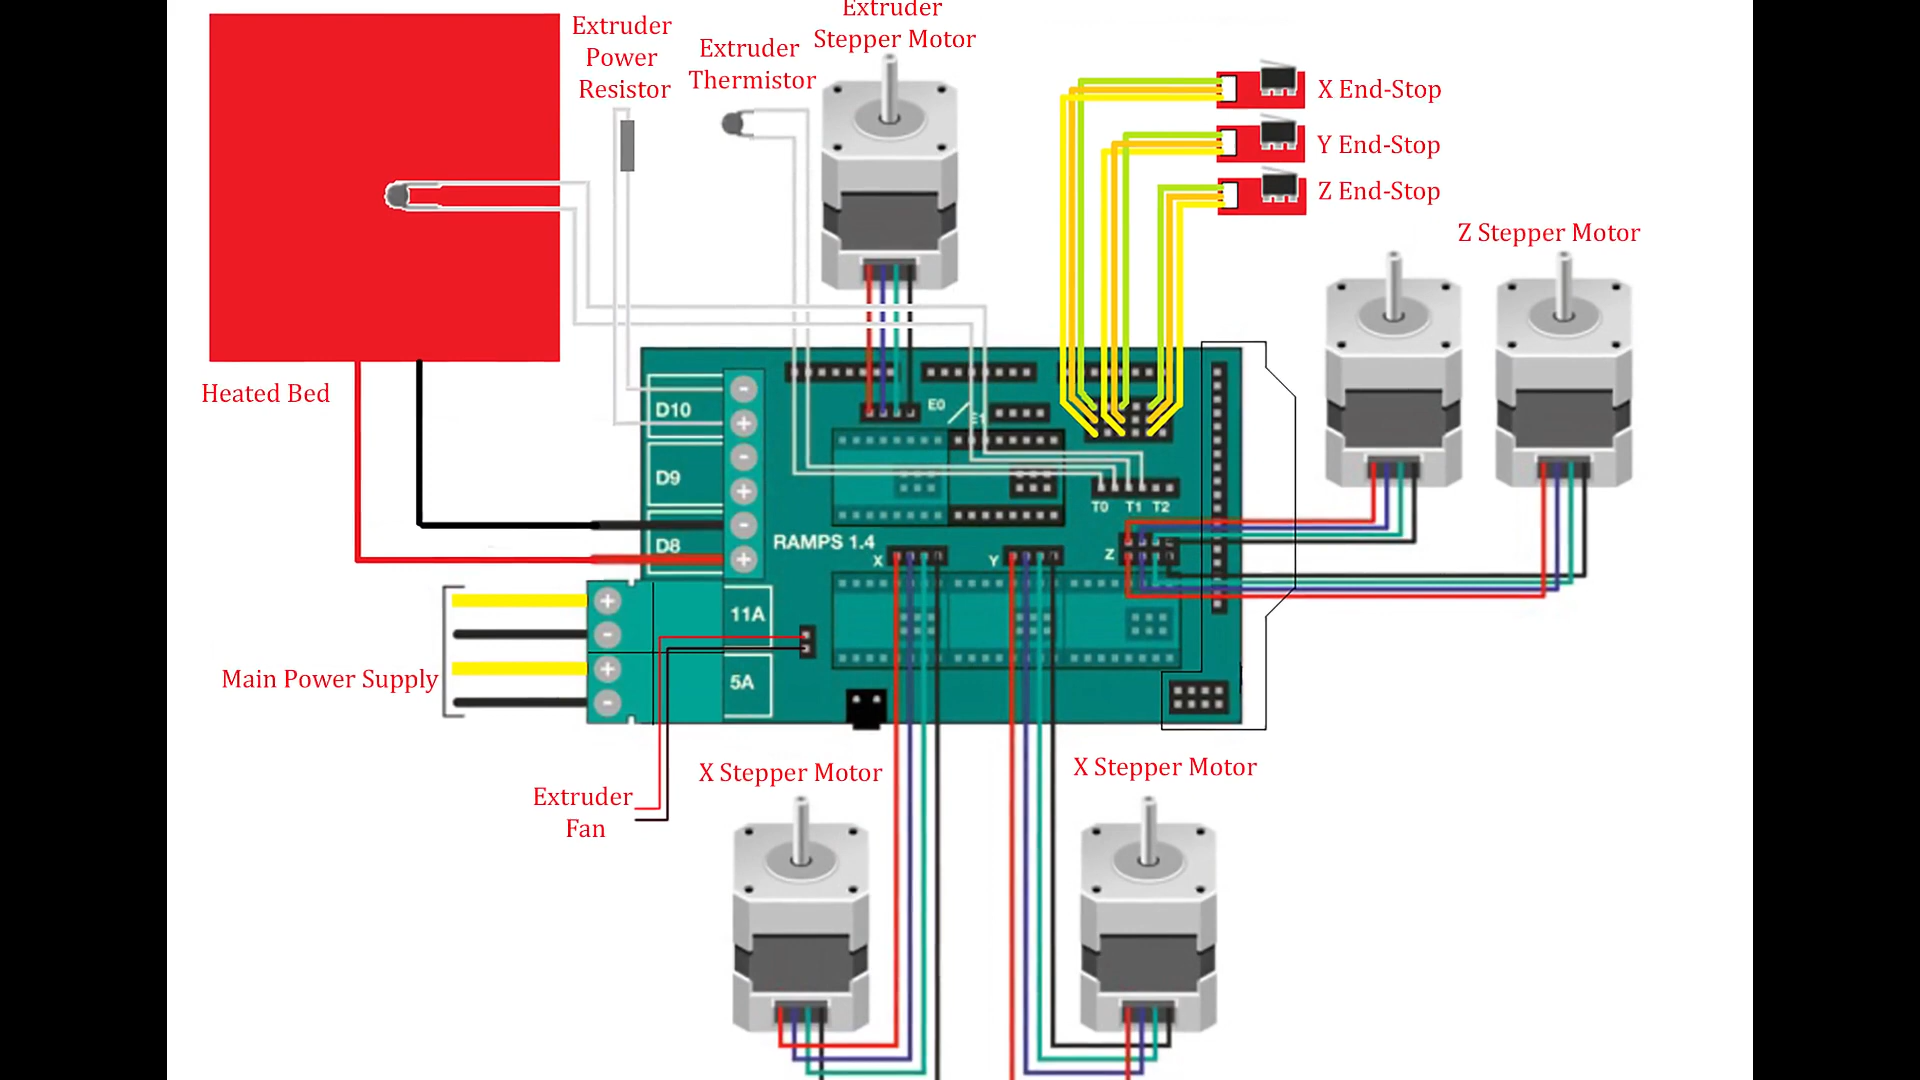 Extruder
Power
Resistor
Extruder
Thermistor
Extruder
Stepper Motor
X End-Stop
Y End-Stop
Z End-Stop
Z Stepper Motor
Heated Bed
D10
E0
D9
T0 T1 T2
D8
RAMPS 1.4
X
Y
Z
11A
5A
Main Power Supply
Extruder
Fan
X Stepper Motor
X Stepper Motor